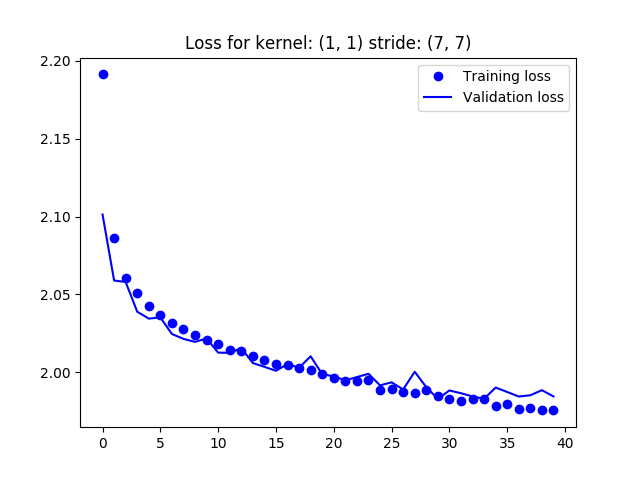 Loss for kernel: (1, 1) stride: (7, 7)
Training loss
Validation loss
2.20
2.15
2.10
2.05
2.00
0 5 10 15 20 25 30 35 40